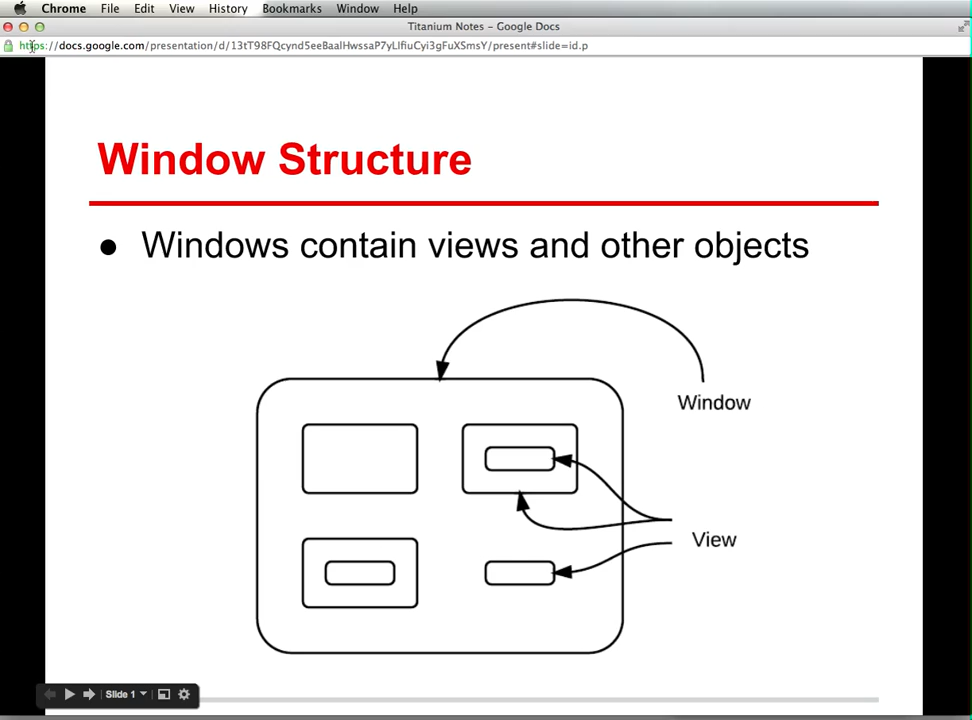 Chrome File Edit View History Bookmarks Window Help
Titanium Notes - Google Docs
https://docs.google.com/presentation/d/13tT98FQcynd5eeBaalHwssaP7yLlfiuCyi3gFuXSmsY/present#slide=id.p
Window Structure
● Windows contain views and other objects
Window
View
Slide 1